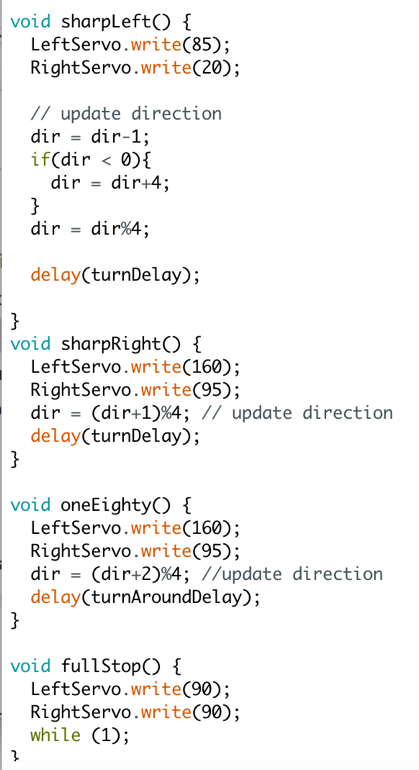 void sharpLeft() {
  LeftServo.write(85);
  RightServo.write(20);

  // update direction
  dir = dir-1;
  if(dir < 0){
    dir = dir+4;
  }
  dir = dir%4;

  delay(turnDelay);

}
void sharpRight() {
  LeftServo.write(160);
  RightServo.write(95);
  dir = (dir+1)%4; // update direction
  delay(turnDelay);
}

void oneEighty() {
  LeftServo.write(160);
  RightServo.write(95);
  dir = (dir+2)%4; //update direction
  delay(turnAroundDelay);
}

void fullStop() {
  LeftServo.write(90);
  RightServo.write(90);
  while (1);
}